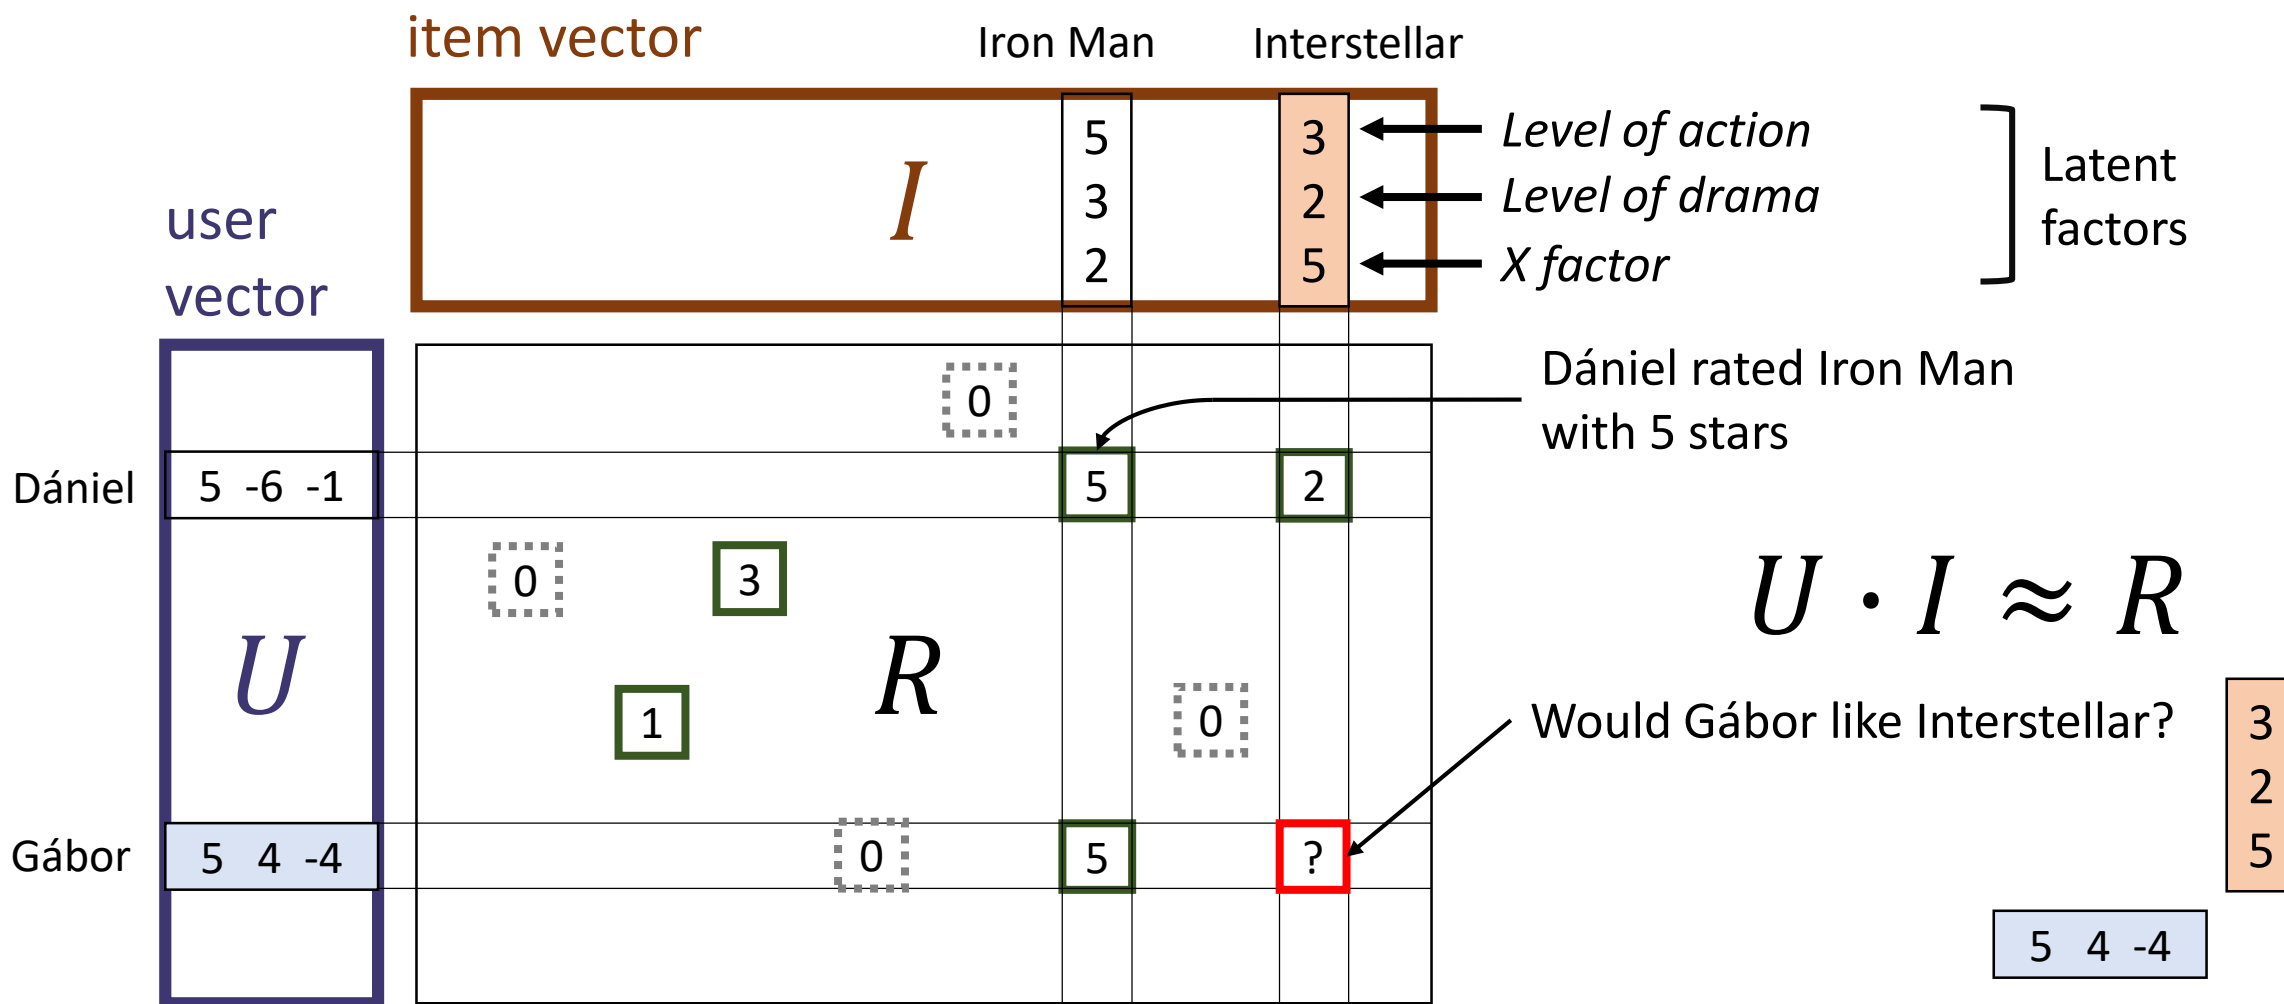 item vector
Iron Man
Interstellar
I
5
3
2
3
2
5
Level of action
Level of drama
X factor
Latent
factors
user
vector
U
Dániel
5 -6 -1
Gábor
5 4 -4
0
5
2
0
3
R
1
0
0
5
?
Dániel rated Iron Man
with 5 stars
U · I ≈ R
Would Gábor like Interstellar?
3
2
5
5 4 -4